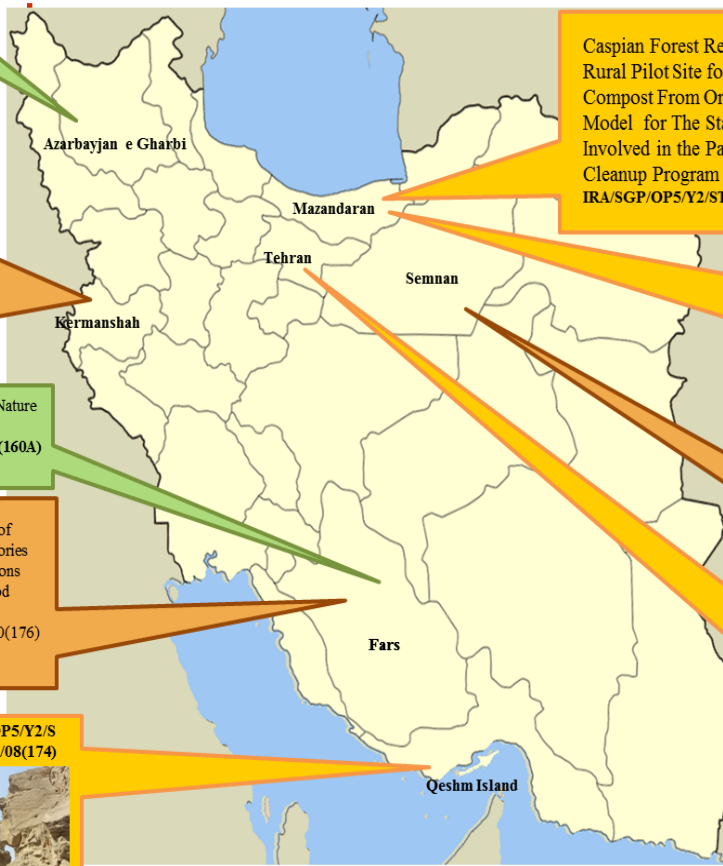 Caspian Forest Re
Rural Pilot Site fo
Compost From Or
Model for The Sta
Involved in the Pa
Cleanup Program
IRA/SGP/OP5/Y2/ST
Azarbayjan e Gharbi
Mazandaran
Tehran
Semnan
Kermanshah
Nature
(160A)
of
ories
ons
od
0(176)
Fars
OP5/Y2/S
/08(174)
Qeshm Island